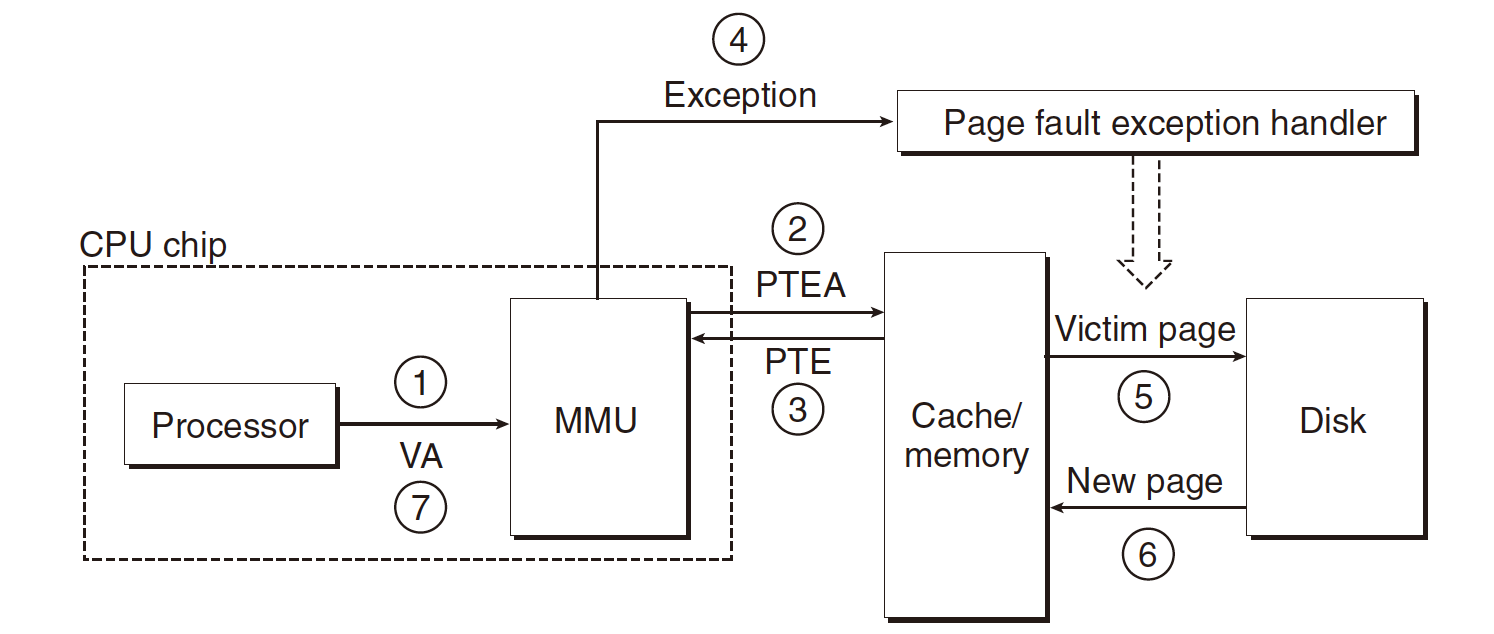 4
Exception
Page fault exception handler
2
CPU chip
PTEA
Victim page
PTE
1
3
5
Processor
MMU
Cache/
memory
Disk
VA
New page
7
6